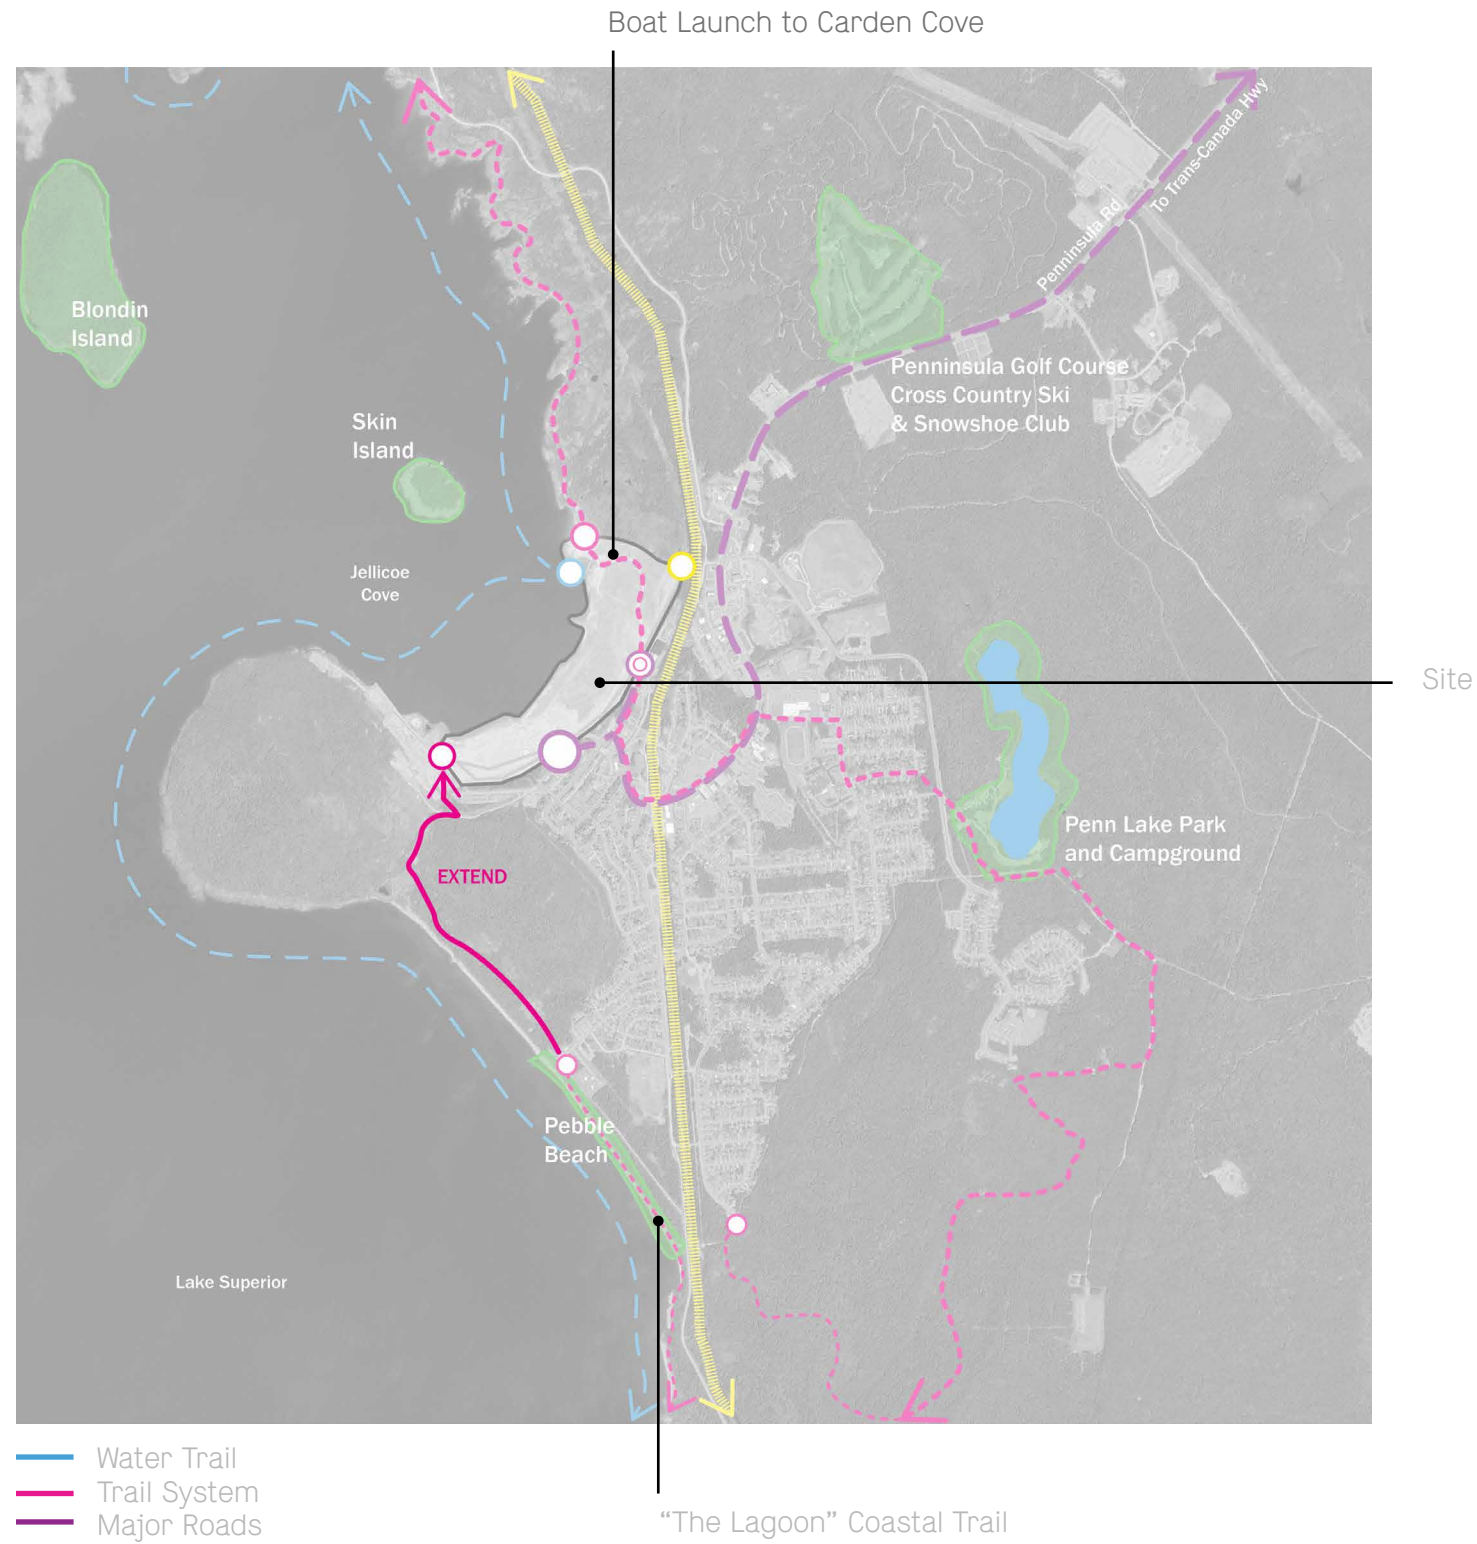 Boat Launch to Carden Cove
To Trans-Canada Hwy
Penninsula Rd
Blondin
Island
Penninsula Golf Course
Cross Country Ski
& Snowshoe Club
Skin
Island
Jellicoe
Cove
Site
Penn Lake Park
and Campground
EXTEND
Pebble
Beach
Lake Superior
Water Trail
Trail System
Major Roads
“The Lagoon” Coastal Trail